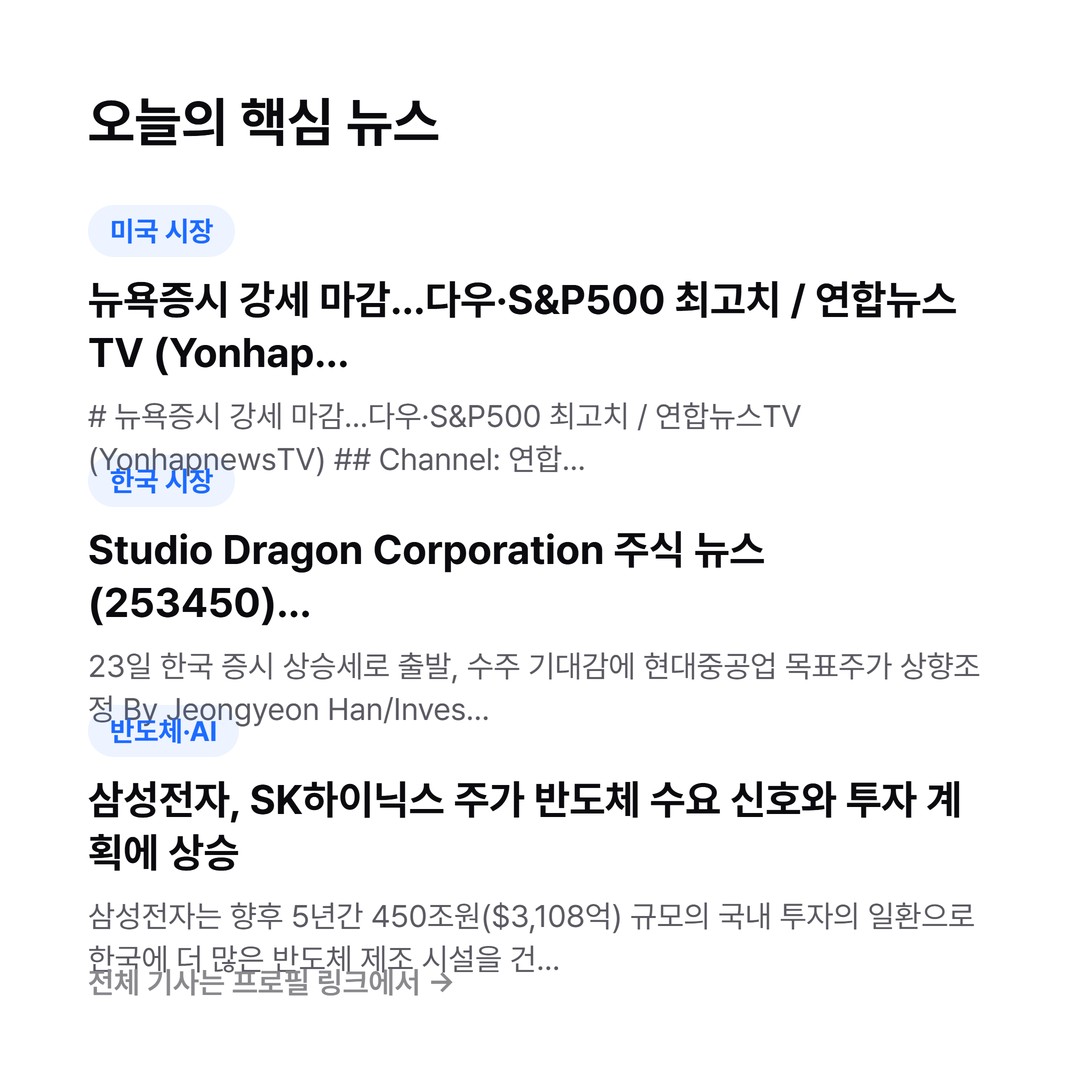 오늘의 핵심 뉴스
미국 시장
뉴욕증시 강세 마감...다우·S&P500 최고치 / 연합뉴스
TV (Yonhap...
# 뉴욕증시 강세 마감...다우·S&P500 최고치 / 연합뉴스TV
(YonhapnewsTV) ## Channel: 연합...
한국 시장
Studio Dragon Corporation 주식 뉴스
(253450)...
23일 한국 증시 상승세로 출발, 수주 기대감에 현대중공업 목표주가 상향조
정 By Jeongyeon Han/Inves...
반도체·AI
삼성전자, SK하이닉스 주가 반도체 수요 신호와 투자 계
획에 상승
삼성전자는 향후 5년간 450조원($3,108억) 규모의 국내 투자의 일환으로
한국에 더 많은 반도체 제조 시설을 건...
전체 기사는 프로필 링크에서 →